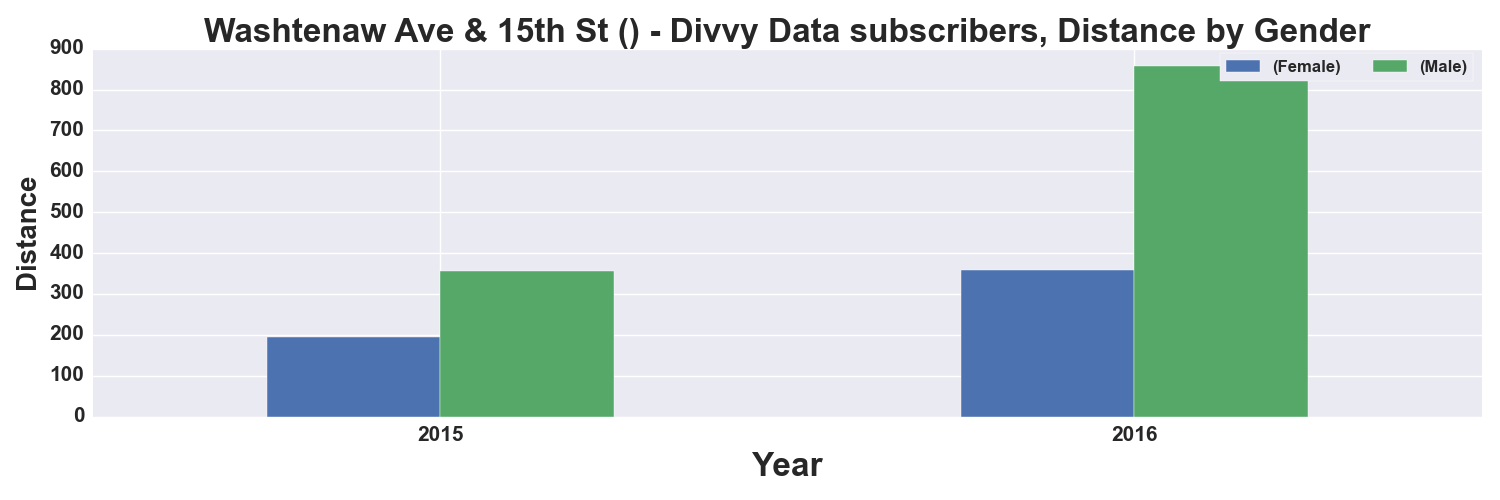 Washtenaw Ave & 15th St () - Divvy Data subscribers, Distance by Gender
900
800
700
600
500
400
300
200
100
0
Distance
(Female) (Male)
2015 2016
Year